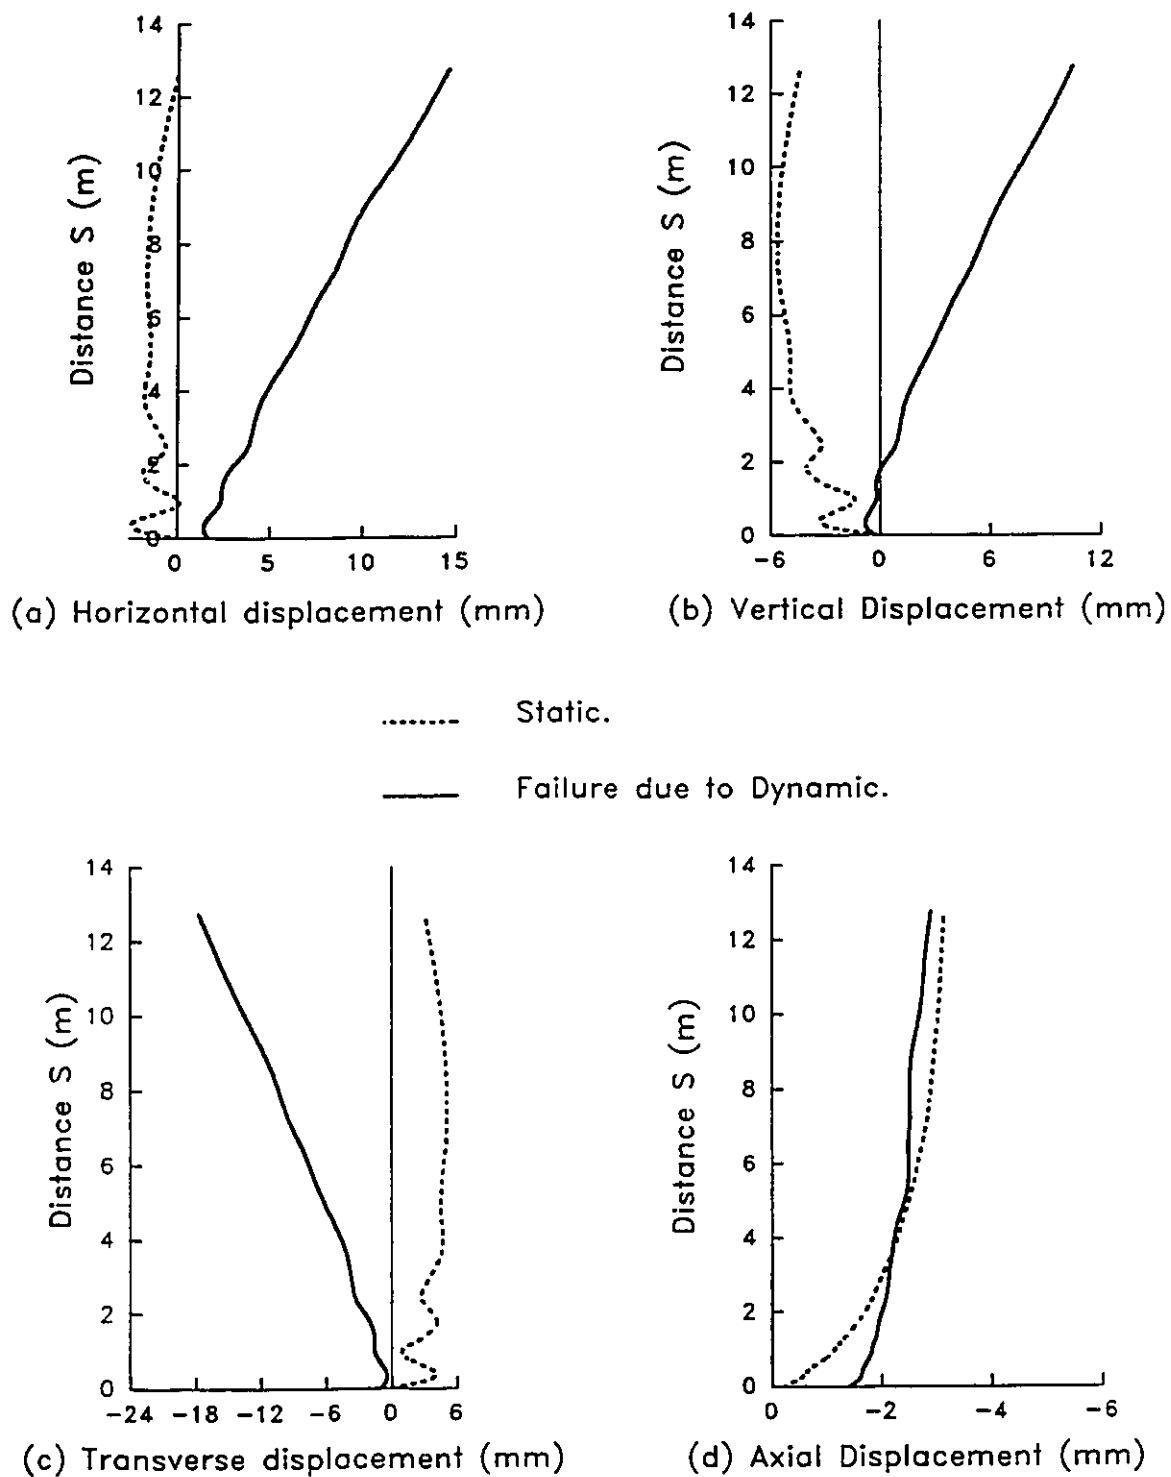 14
12
10
8
6
4
2
0
Distance S (m)
0 5 10 15
(a) Horizontal displacement (mm)
14
12
10
8
6
4
2
0
Distance S (m)
-6 0 6 12
(b) Vertical Displacement (mm)
Static.
Failure due to Dynamic.
14
12
10
8
6
4
2
0
Distance S (m)
-24 -18 -12 -6 0 6
(c) Transverse displacement (mm)
14
12
10
8
6
4
2
0
Distance S (m)
0 -2 -4 -6
(d) Axial Displacement (mm)